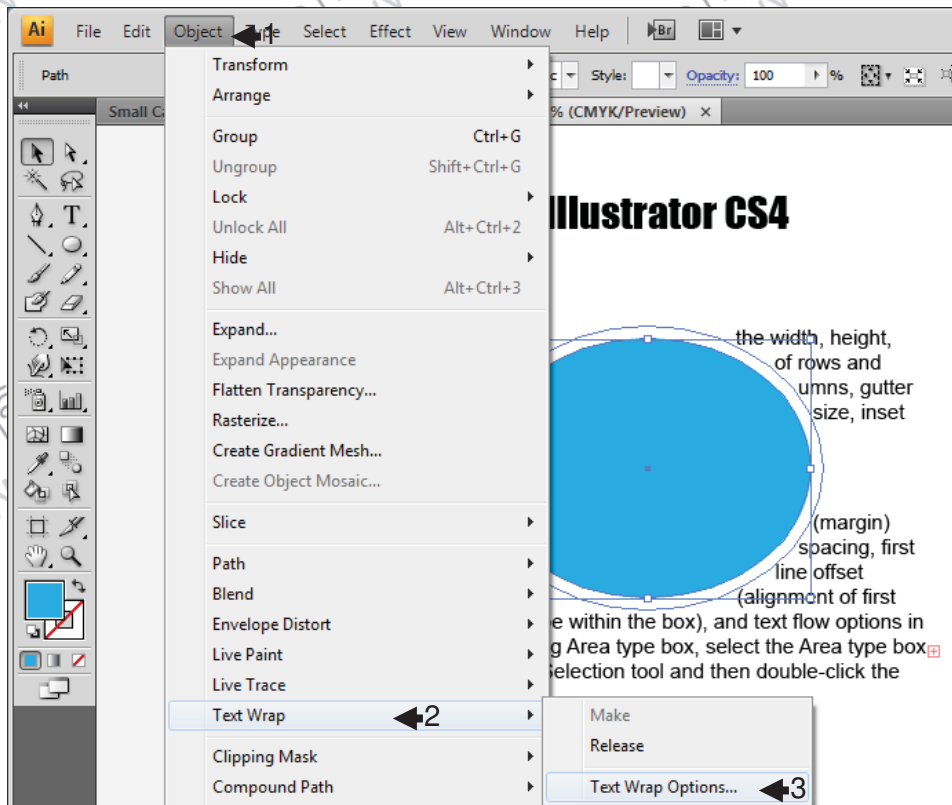 Ai File Edit Object Type Select Effect View Window Help Br
1
Path
c Style: Opacity: 100 %
Small Ca
% (CMYK/Preview) ×
Transform
Arrange
Group Ctrl+G
Ungroup Shift+Ctrl+G
Lock
Unlock All Alt+Ctrl+2
Hide
Show All Alt+Ctrl+3
Expand...
Expand Appearance
Flatten Transparency...
Rasterize...
Create Gradient Mesh...
Create Object Mosaic...
Slice
Path
Blend
Envelope Distort
Live Paint
Live Trace
Text Wrap 2
Clipping Mask
Compound Path
Make
Release
Text Wrap Options... 3
Illustrator CS4
the width, height,
of rows and
umns, gutter
size, inset
(margin)
spacing, first
line offset
(alignment of first
e within the box), and text flow options in
g Area type box, select the Area type box
Selection tool and then double-click the